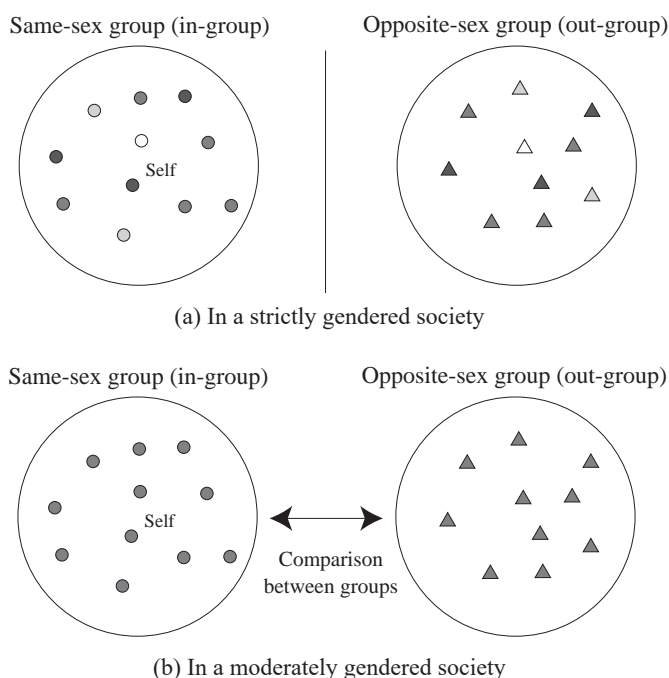 Same-sex group (in-group)
Opposite-sex group (out-group)
Self
(a) In a strictly gendered society
Same-sex group (in-group)
Opposite-sex group (out-group)
Self
Comparison
between groups
(b) In a moderately gendered society